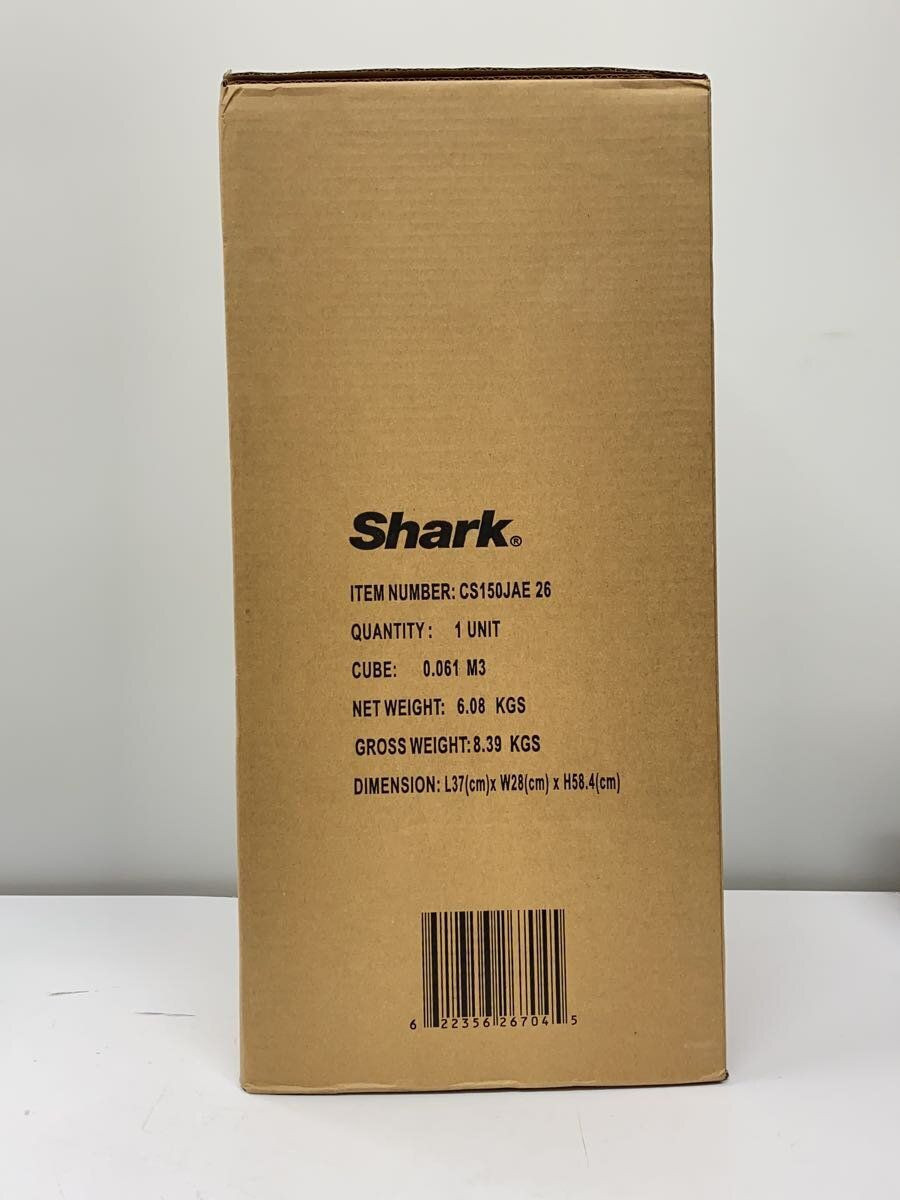 Shark®
ITEM NUMBER: CS150JAE 26
QUANTITY: 1 UNIT
CUBE: 0.061 M3
NET WEIGHT: 6.08 KGS
GROSS WEIGHT: 8.39 KGS
DIMENSION: L37(cm)x W28(cm) x H58.4(cm)
6 22356 26704 5